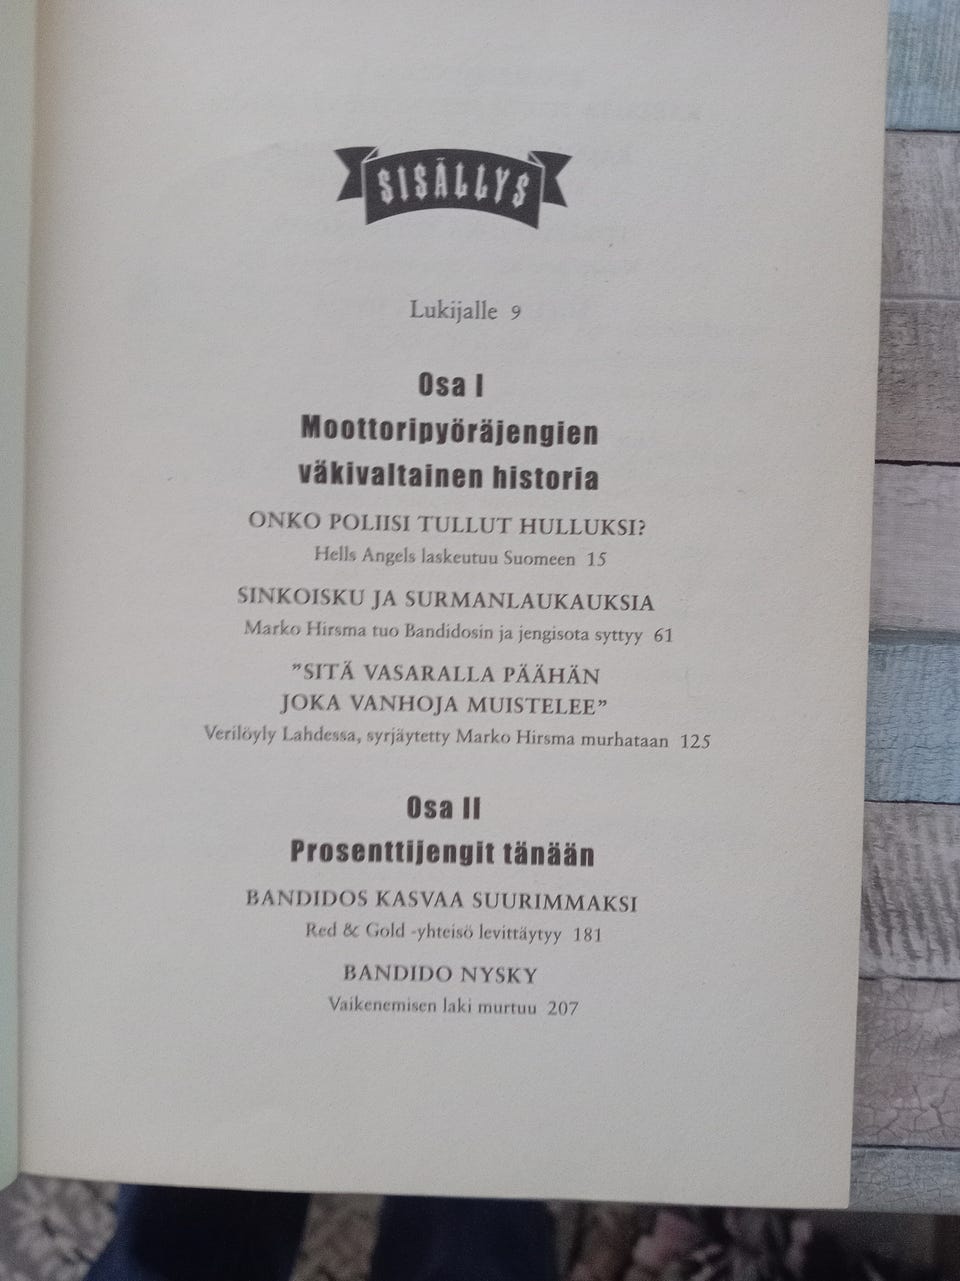 SISÄLLYS
Lukijalle 9
Osa I
Moottoripyöräjengien
väkivaltainen historia
ONKO POLIISI TULLUT HULLUKSI?
Hells Angels laskeutuu Suomeen 15
SINKOISKU JA SURMANLAUKAUKSIA
Marko Hirsma tuo Bandidosin ja jengisota syttyy 61
”SITÄ VASARALLA PÄÄHÄN
JOKA VANHOJA MUISTELEE”
Verilöyly Lahdessa, syrjäytetty Marko Hirsma murhataan 125
Osa II
Prosenttijengit tänään
BANDIDOS KASVAA SUURIMMAKSI
Red & Gold -yhteisö levittäytyy 181
BANDIDO NYSKY
Vaikenemisen laki murtuu 207